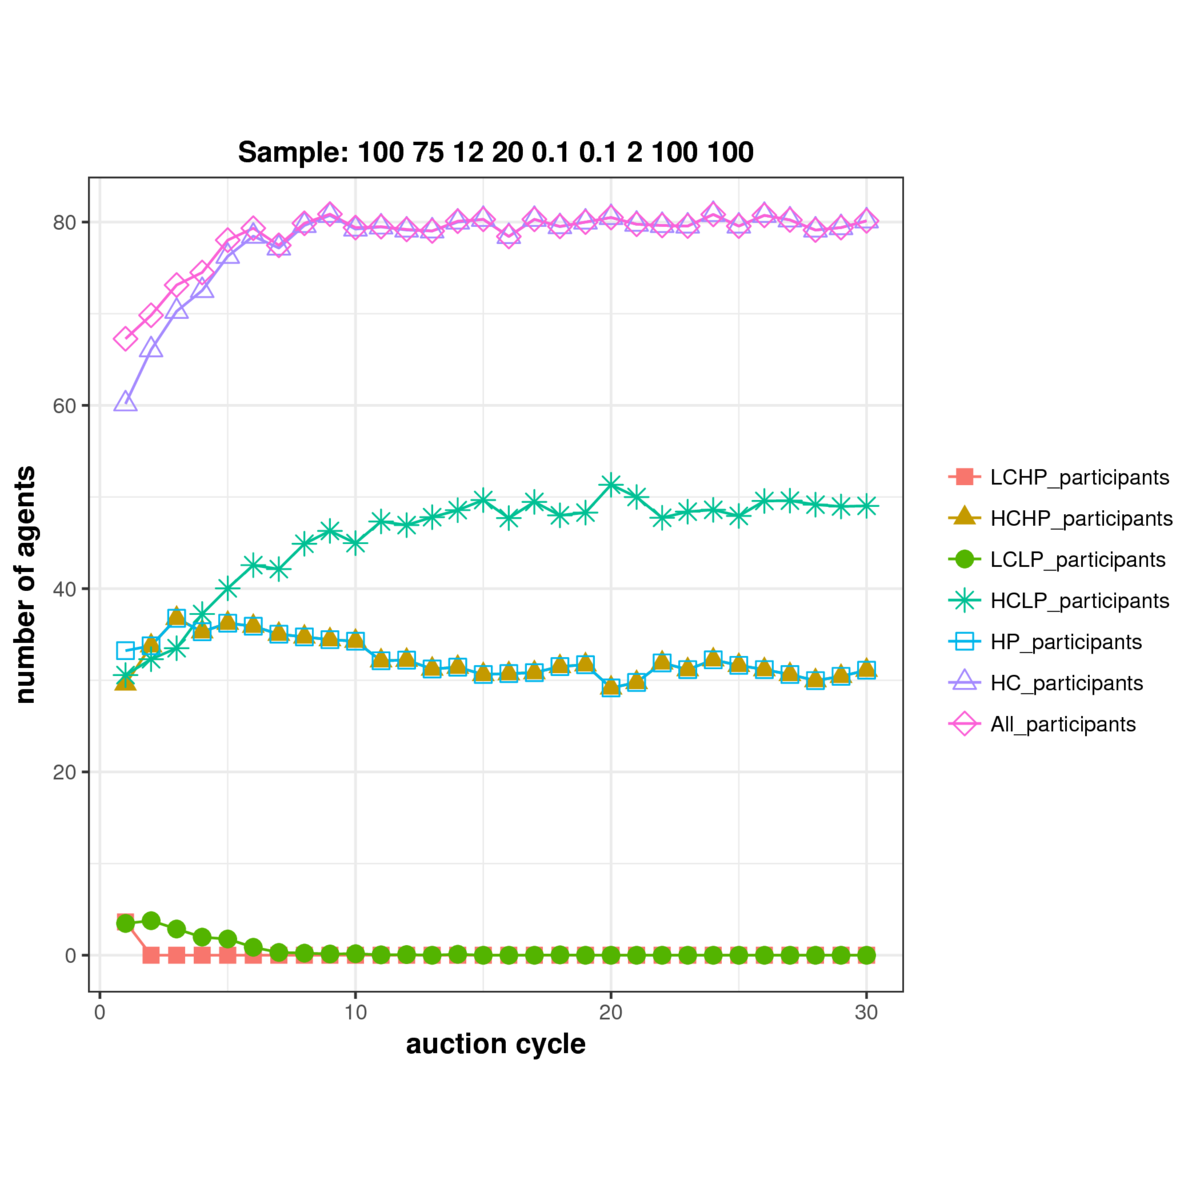 Sample: 100 75 12 20 0.1 0.1 2 100 100
80
60
40
20
0
0 10 20 30
number of agents
auction cycle
LCHP_participants
HCHP_participants
LCLP_participants
HCLP_participants
HP_participants
HC_participants
All_participants